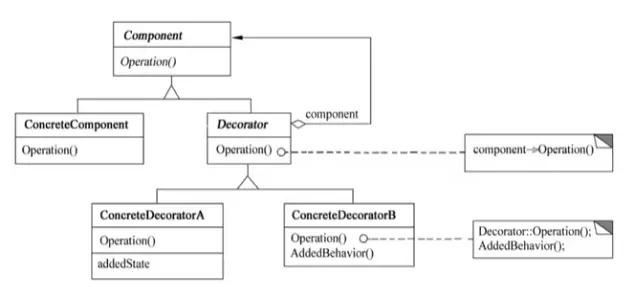 Component
Operation()
component
ConcreteComponent
Operation()
Decorator
Operation()
component->Operation()
ConcreteDecoratorA
Operation()
addedState
ConcreteDecoratorB
Operation()
AddedBehavior()
Decorator::Operation();
AddedBehavior();